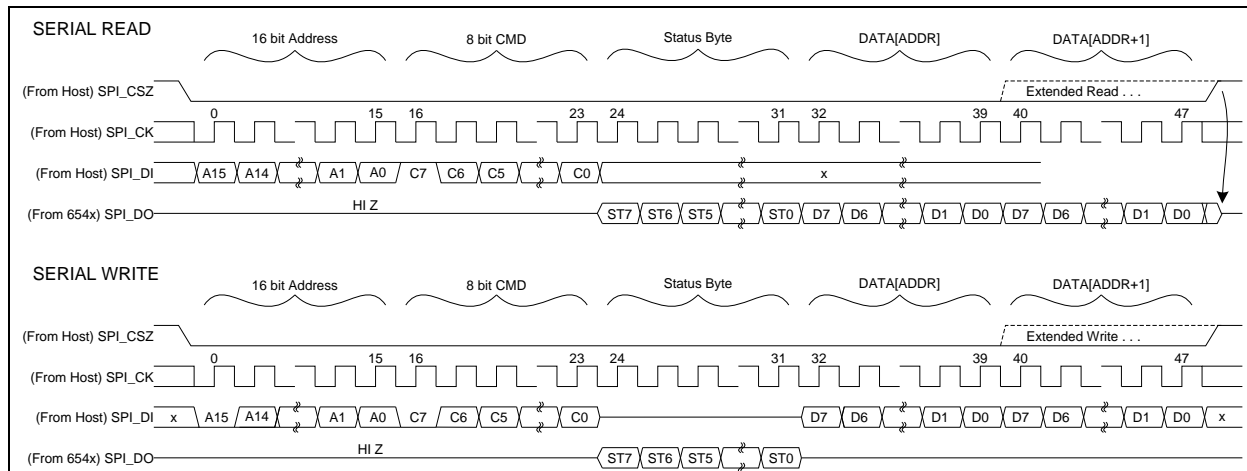 SERIAL READ
16 bit Address 8 bit CMD Status Byte DATA[ADDR] DATA[ADDR+1]
(From Host) SPI_CSZ Extended Read . . .
0 15 16 23 24 31 32 39 40 47
(From Host) SPI_CK
(From Host) SPI_DI A15 A14 A1 A0 C7 C6 C5 C0 x
(From 654x) SPI_DO HI Z ST7 ST6 ST5 ST0 D7 D6 D1 D0 D7 D6 D1 D0
SERIAL WRITE
16 bit Address 8 bit CMD Status Byte DATA[ADDR] DATA[ADDR+1]
(From Host) SPI_CSZ Extended Write . . .
0 15 16 23 24 31 32 39 40 47
(From Host) SPI_CK
(From Host) SPI_DI x A15 A14 A1 A0 C7 C6 C5 C0 D7 D6 D1 D0 D7 D6 D1 D0 x
(From 654x) SPI_DO HI Z ST7 ST6 ST5 ST0